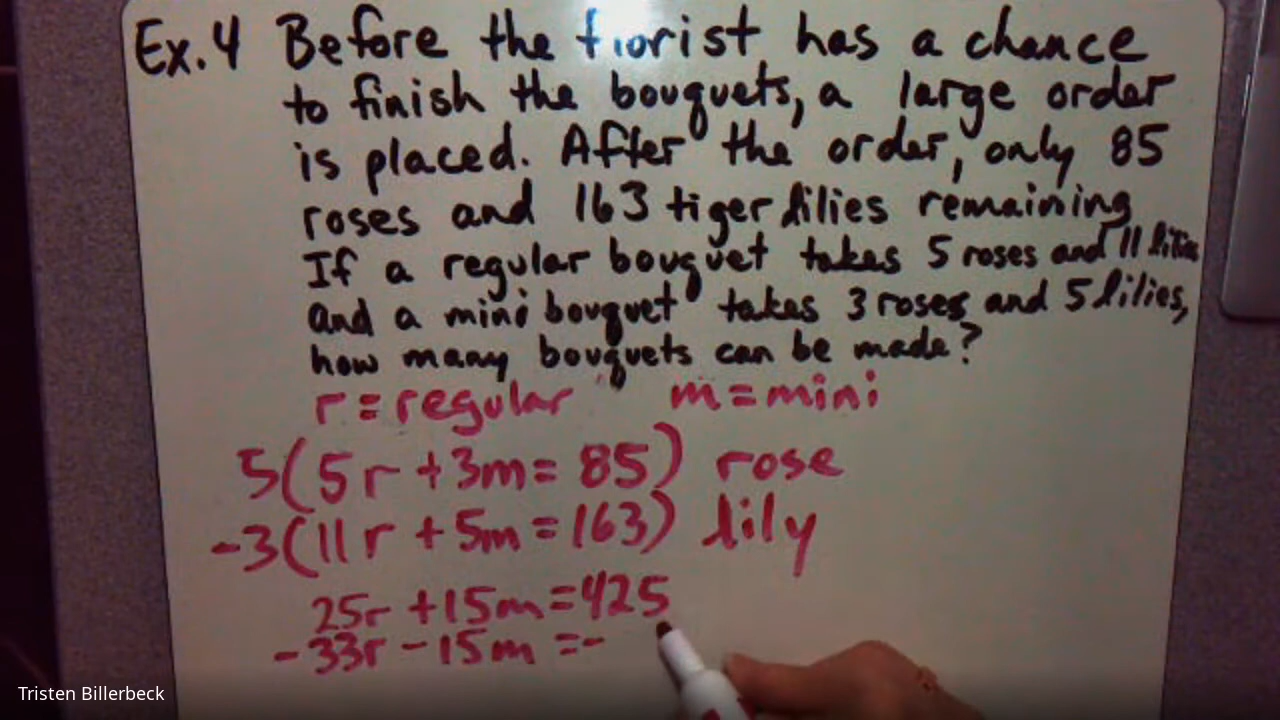 Ex.4 Before the florist has a chance
to finish the bouquets, a large order
is placed. After the order, only 85
roses and 163 tiger lilies remaining
If a regular bouquet takes 5 roses and 11 lilies
and a mini bouquet takes 3 roses and 5 lilies,
how many bouquets can be made?
r = regular m = mini
5(5r + 3m = 85) rose
-3(11r + 5m = 163) lily
25r + 15m = 425
-33r - 15m = -
Tristen Billerbeck